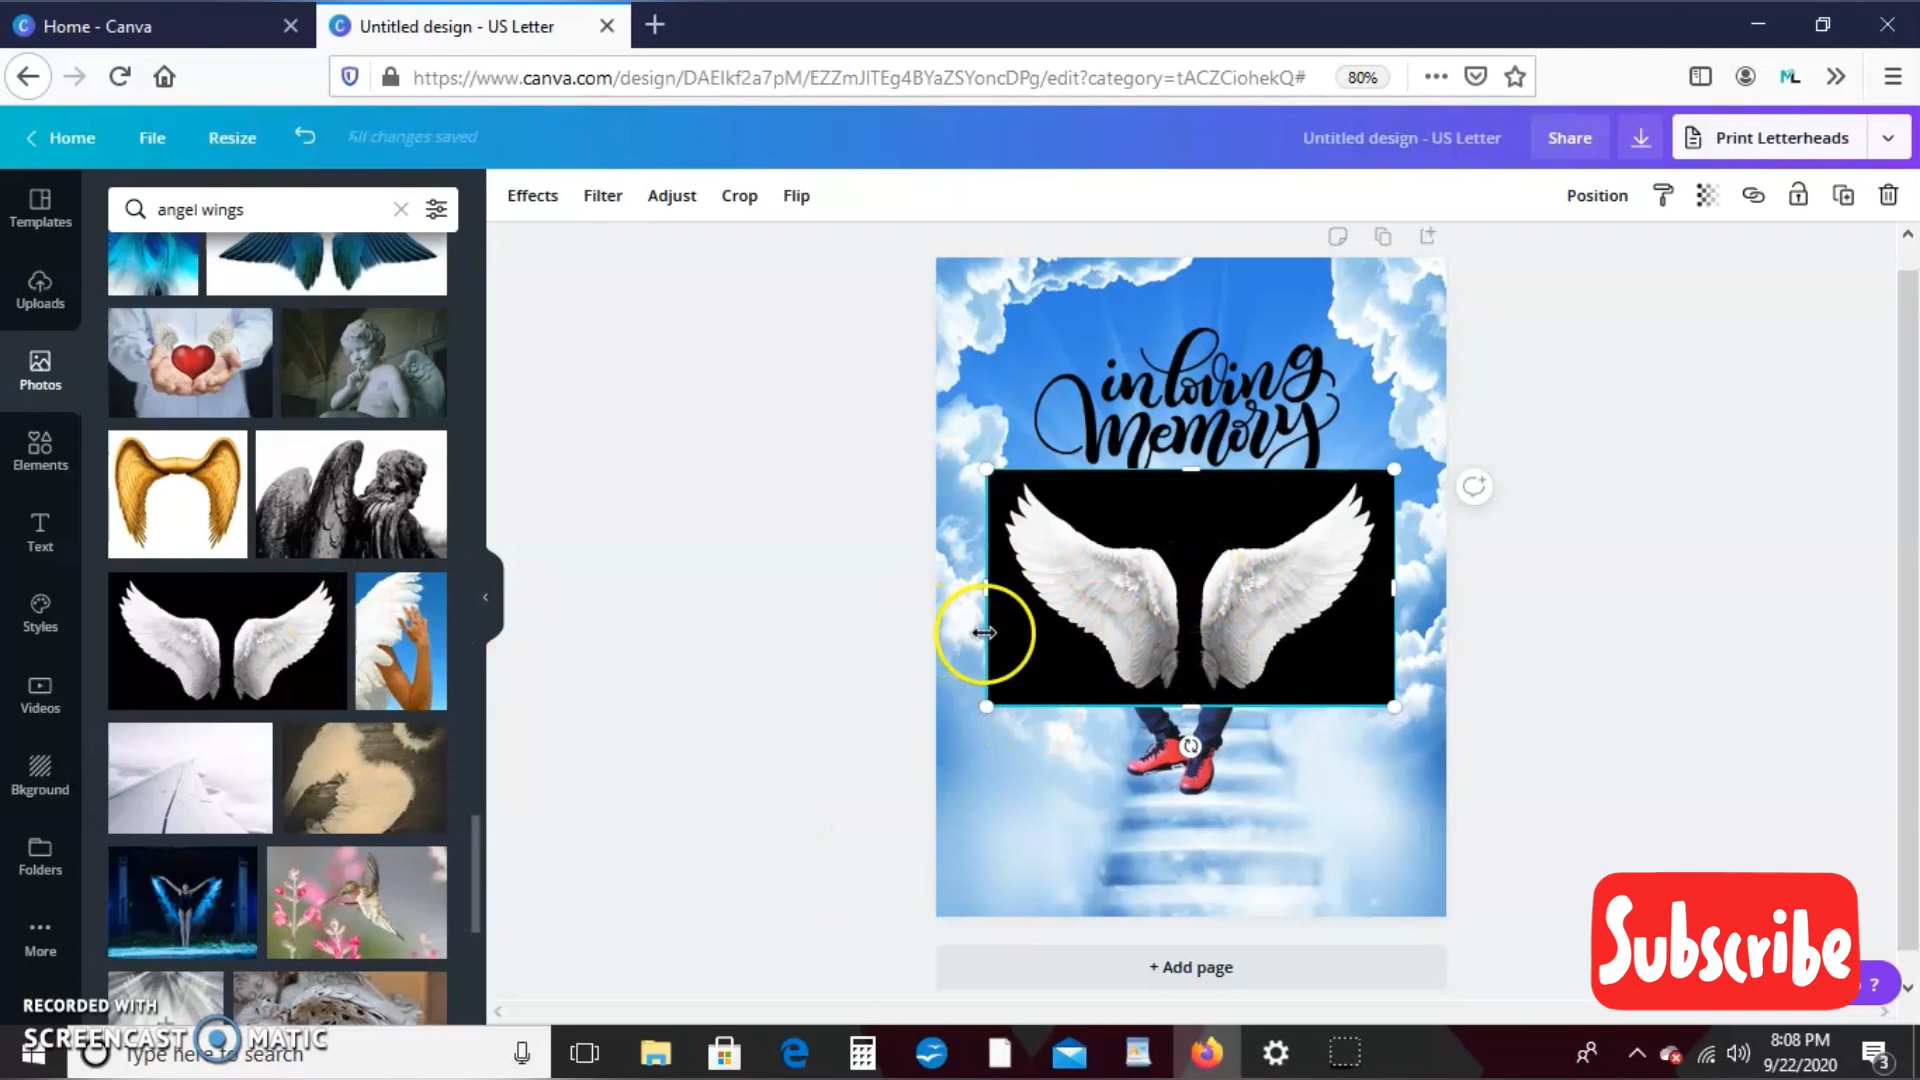 Home - Canva
Untitled design - US Letter
https://www.canva.com/design/DAEIkf2a7pM/EZZmJITEg4BYaZSYoncDPg/edit?category=tACZCiohekQ#
80%
Home
File
Resize
All changes saved
Untitled design - US Letter
Share
Print Letterheads
Templates
Uploads
Photos
Elements
Text
Styles
Videos
Bkground
Folders
More
angel wings
Effects
Filter
Adjust
Crop
Flip
Position
in loving
Memory
+ Add page
Subscribe
?
RECORDED WITH
SCREENCAST MATIC
Type here to search
8:08 PM
9/22/2020
3